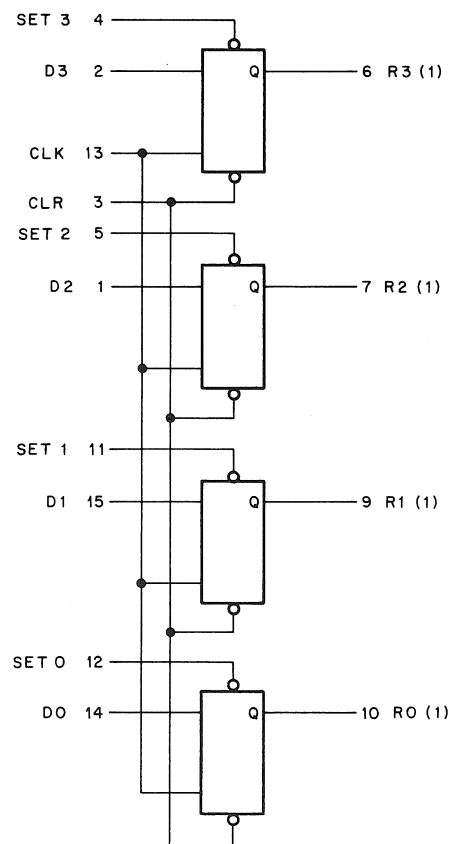 SET 3 4
D3 2 Q 6 R3 (1)
CLK 13
CLR 3
SET 2 5
D2 1 Q 7 R2 (1)
SET 1 11
D1 15 Q 9 R1 (1)
SET 0 12
D0 14 Q 10 R0 (1)